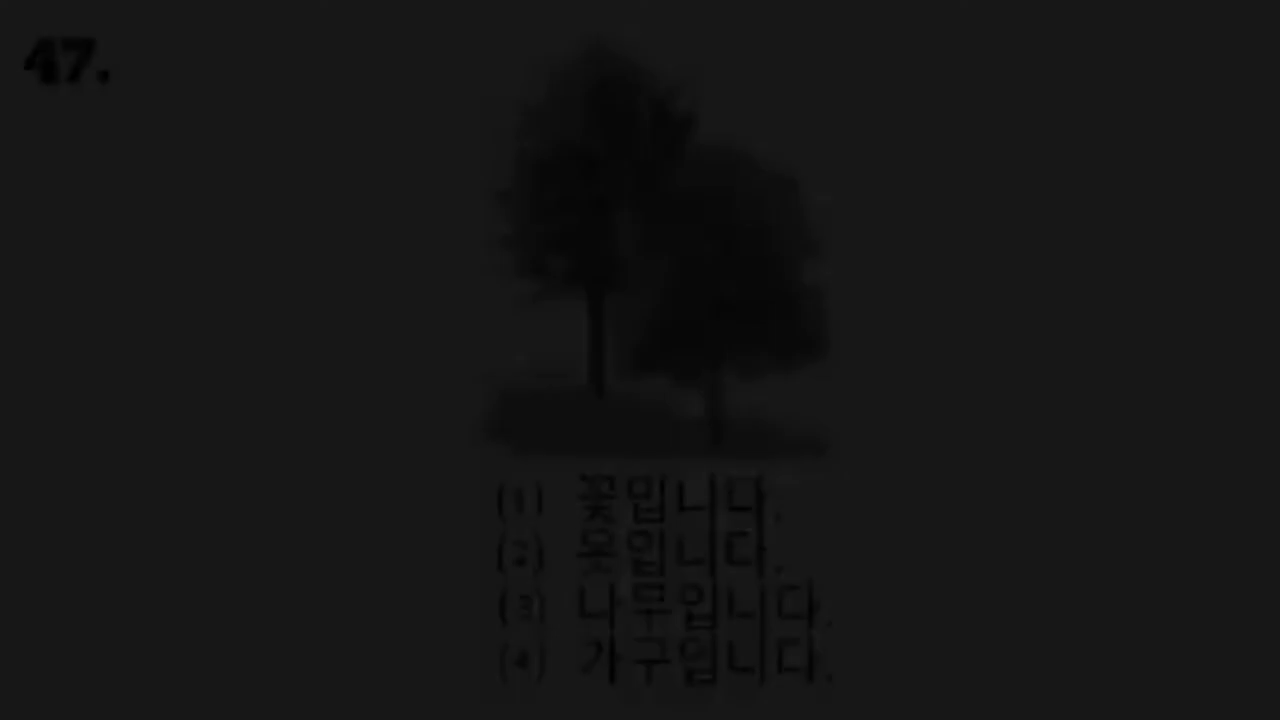 47.
(1) 꽃입니다.
(2) 옷입니다.
(3) 나무입니다.
(4) 가구입니다.